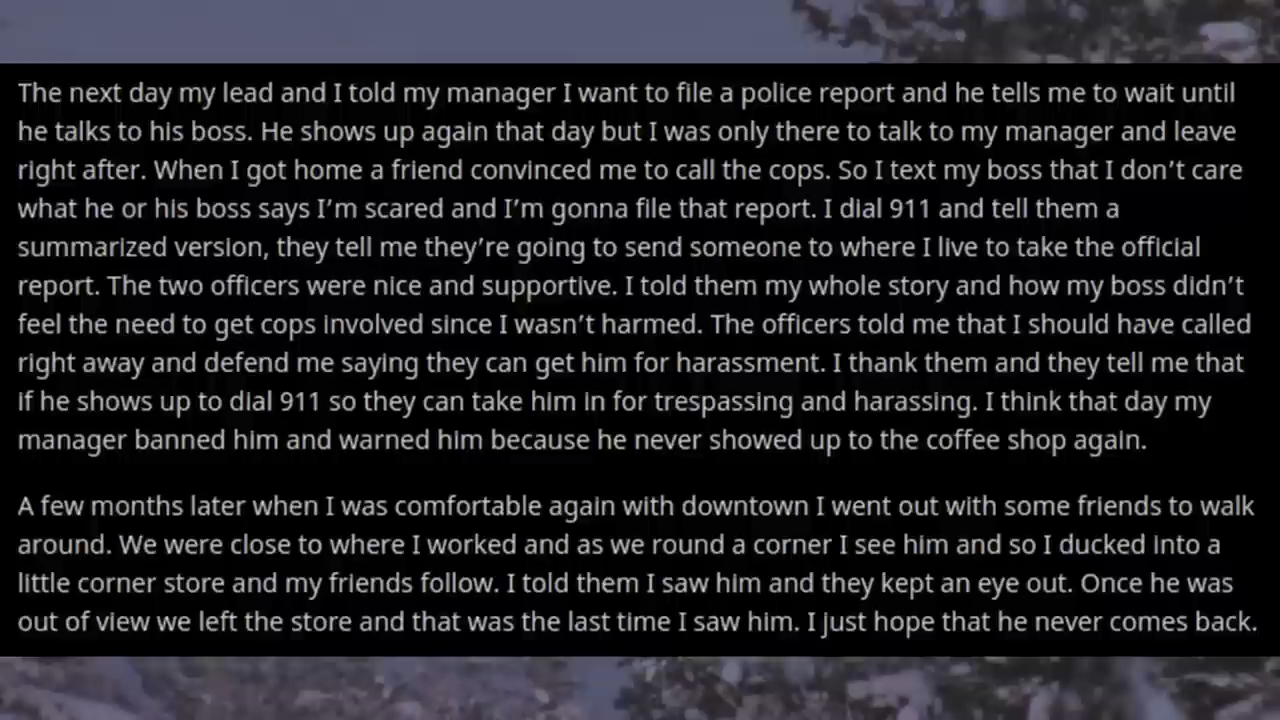 The next day my lead and I told my manager I want to file a police report and he tells me to wait until
he talks to his boss. He shows up again that day but I was only there to talk to my manager and leave
right after. When I got home a friend convinced me to call the cops. So I text my boss that I don’t care
what he or his boss says I’m scared and I’m gonna file that report. I dial 911 and tell them a
summarized version, they tell me they’re going to send someone to where I live to take the official
report. The two officers were nice and supportive. I told them my whole story and how my boss didn’t
feel the need to get cops involved since I wasn’t harmed. The officers told me that I should have called
right away and defend me saying they can get him for harassment. I thank them and they tell me that
if he shows up to dial 911 so they can take him in for trespassing and harassing. I think that day my
manager banned him and warned him because he never showed up to the coffee shop again.
A few months later when I was comfortable again with downtown I went out with some friends to walk
around. We were close to where I worked and as we round a corner I see him and so I ducked into a
little corner store and my friends follow. I told them I saw him and they kept an eye out. Once he was
out of view we left the store and that was the last time I saw him. I just hope that he never comes back.